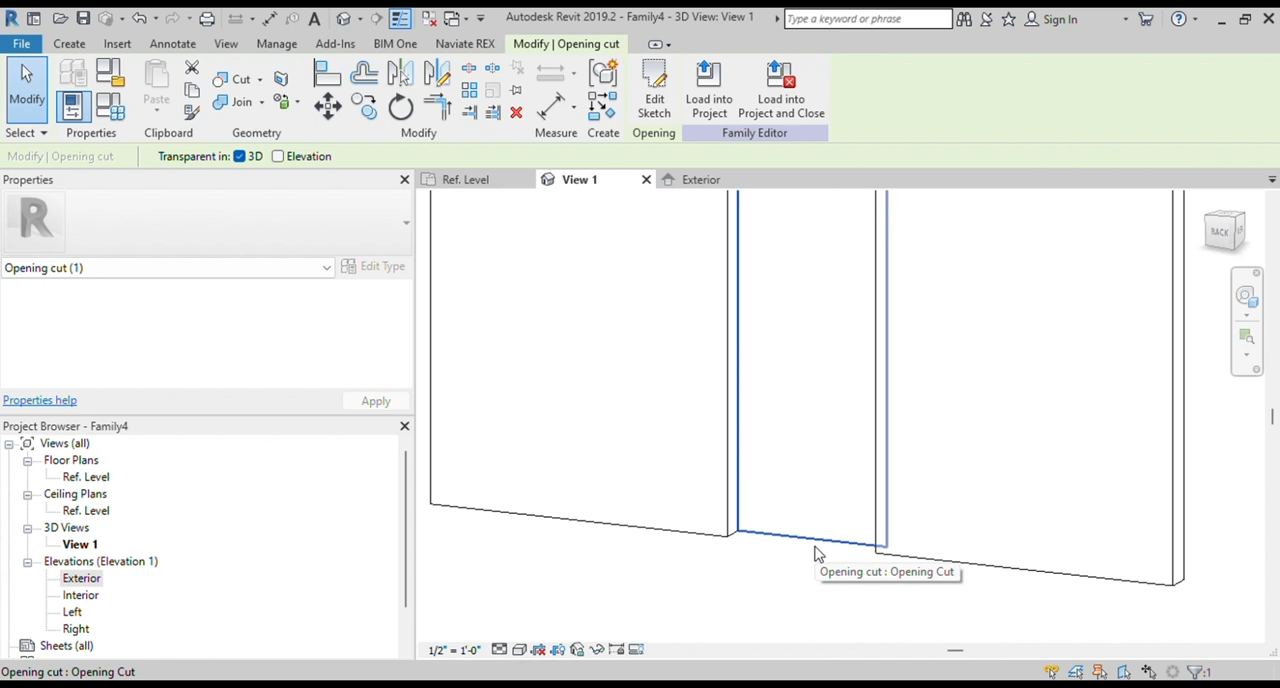 Autodesk Revit 2019.2 - Family4 - 3D View: View 1
Type a keyword or phrase
Sign In
File Create Insert Annotate View Manage Add-Ins BIM One Naviate REX Modify | Opening cut
Modify
Paste
Cut
Join
Edit Sketch
Load into Project
Load into Project and Close
Select Properties Clipboard Geometry Modify Measure Create Opening Family Editor
Modify | Opening cut Transparent in: 3D Elevation
Properties
Ref. Level View 1 Exterior
R
Opening cut (1) Edit Type
BACK
Properties help Apply
Project Browser - Family4
Views (all)
Floor Plans
Ref. Level
Ceiling Plans
Ref. Level
3D Views
View 1
Elevations (Elevation 1)
Exterior
Interior
Left
Right
Sheets (all)
Opening cut : Opening Cut
1/2" = 1'-0"
Opening cut : Opening Cut
:1